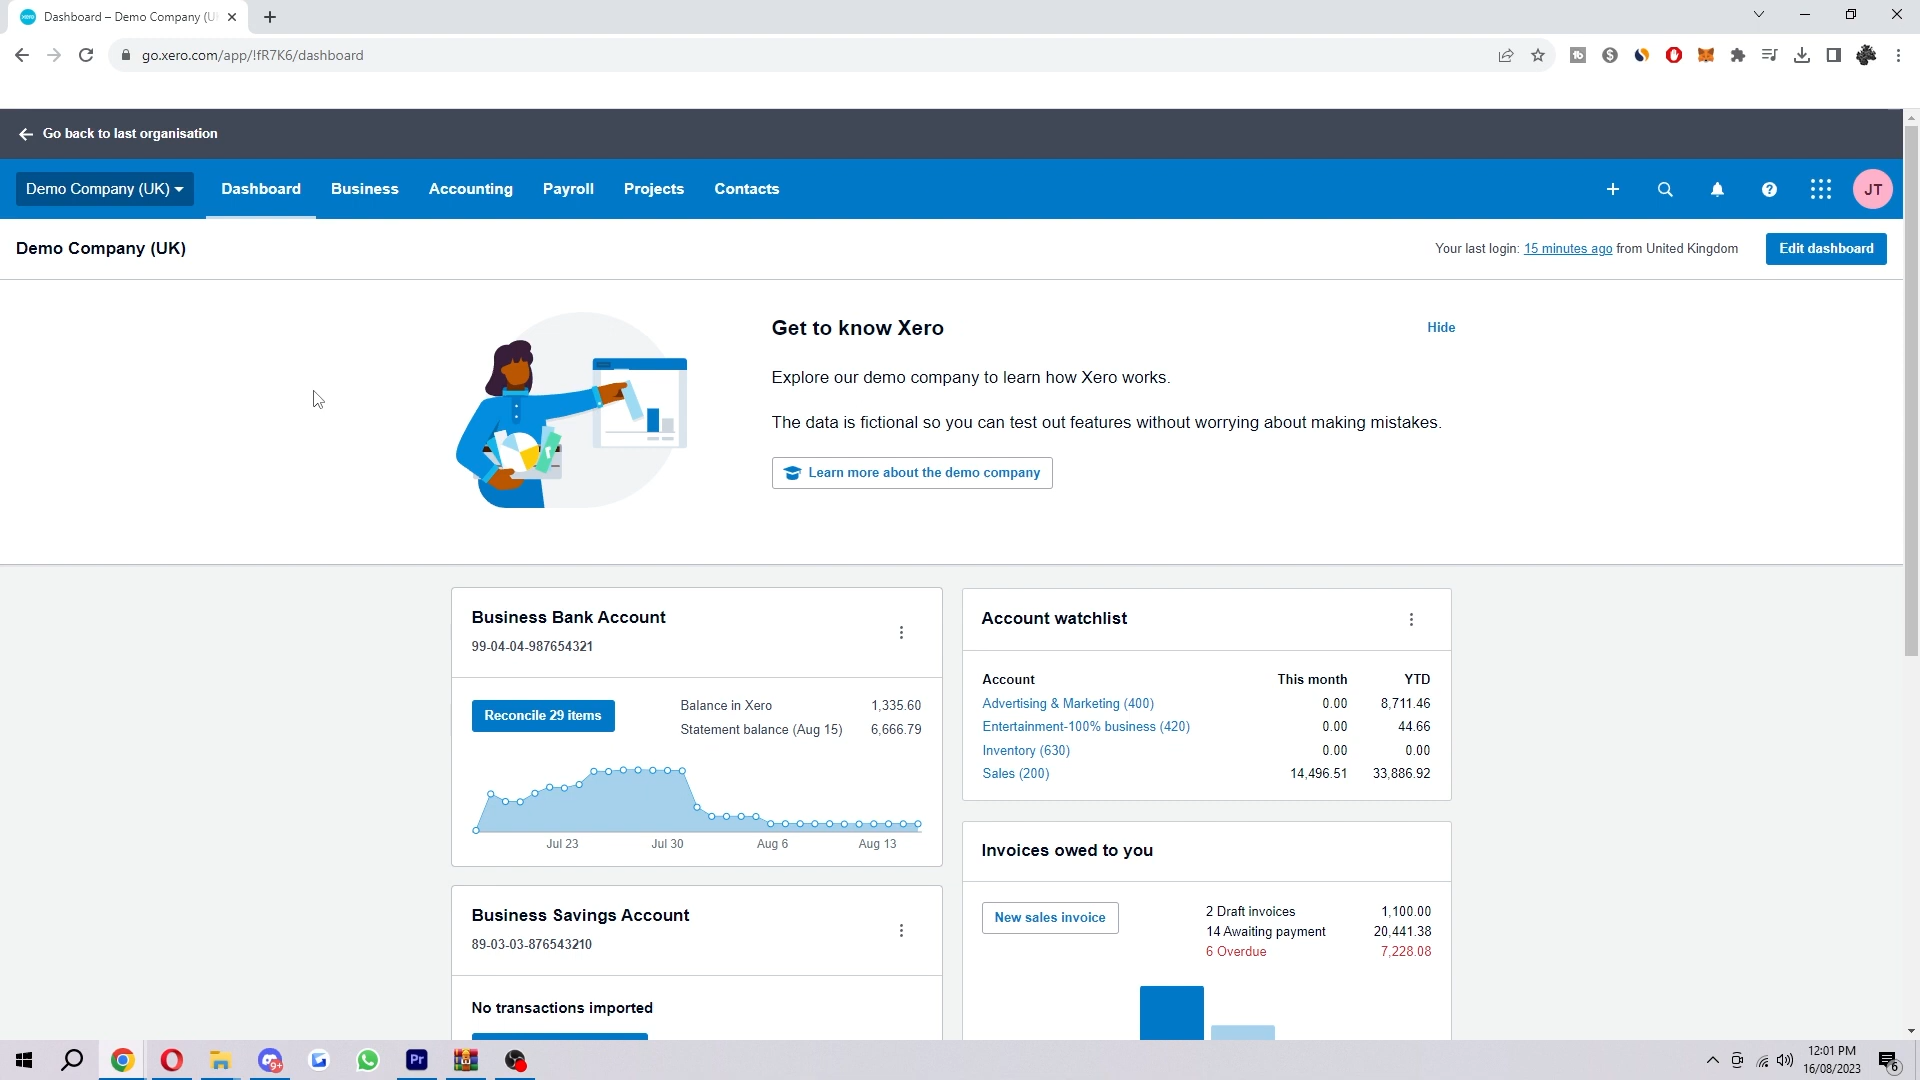 Dashboard – Demo Company (U
go.xero.com/app/!fR7K6/dashboard
Go back to last organisation
Demo Company (UK)
Dashboard
Business
Accounting
Payroll
Projects
Contacts
JT
Demo Company (UK)
Your last login: 15 minutes ago from United Kingdom
Edit dashboard
Get to know Xero
Hide
Explore our demo company to learn how Xero works.
The data is fictional so you can test out features without worrying about making mistakes.
Learn more about the demo company
Business Bank Account
99-04-04-987654321
Reconcile 29 items
Balance in Xero 1,335.60
Statement balance (Aug 15) 6,666.79
Jul 23 Jul 30 Aug 6 Aug 13
Business Savings Account
89-03-03-876543210
No transactions imported
Account watchlist
Account This month YTD
Advertising & Marketing (400) 0.00 8,711.46
Entertainment-100% business (420) 0.00 44.66
Inventory (630) 0.00 0.00
Sales (200) 14,496.51 33,886.92
Invoices owed to you
New sales invoice
2 Draft invoices 1,100.00
14 Awaiting payment 20,441.38
6 Overdue 7,228.08
9+
Pr
12:01 PM
16/08/2023
6